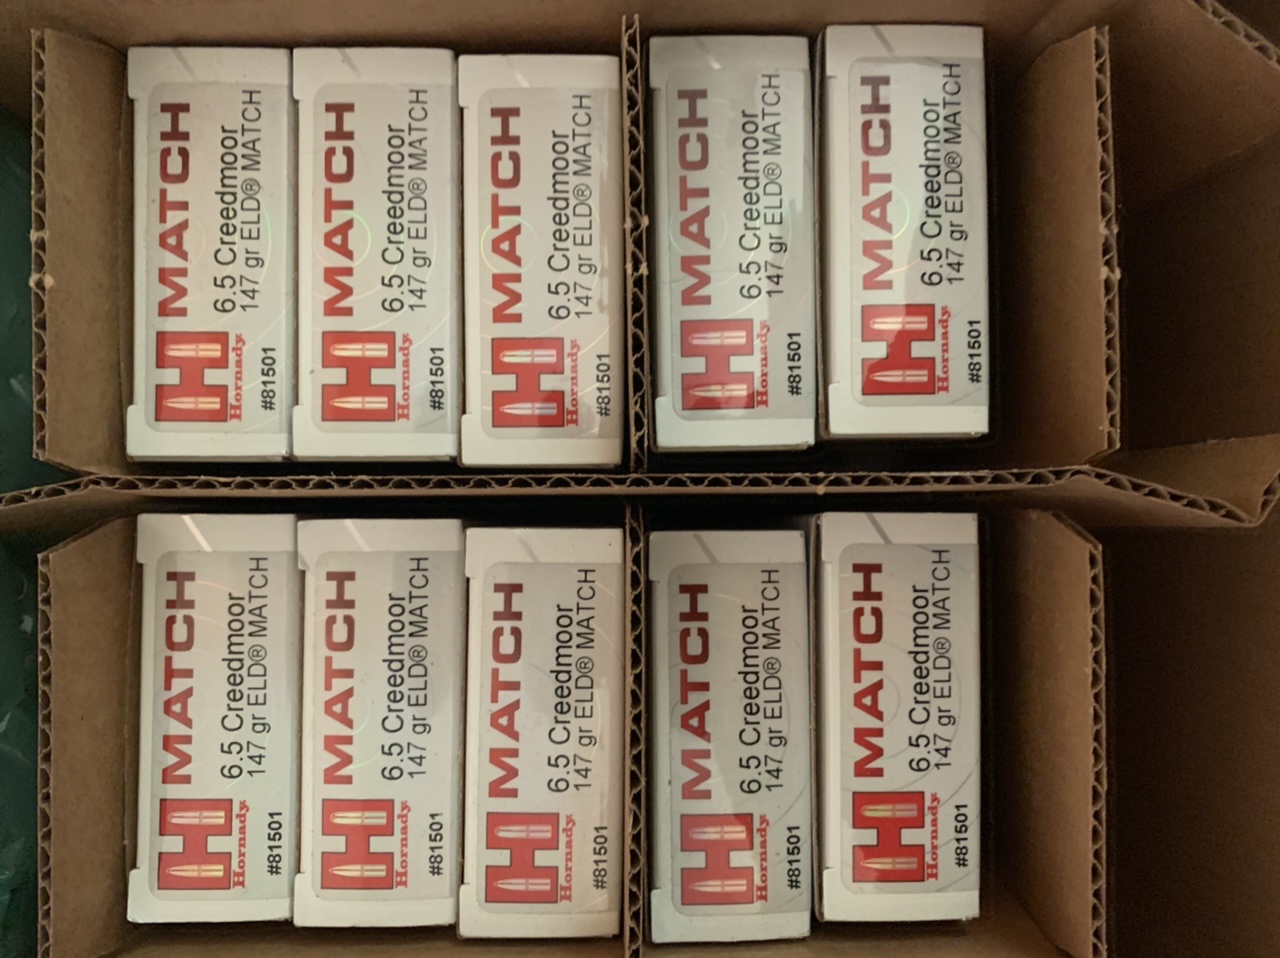 MATCH
6.5 Creedmoor
147 gr ELD® MATCH
Hornady
#81501
MATCH
6.5 Creedmoor
147 gr ELD® MATCH
Hornady
#81501
MATCH
6.5 Creedmoor
147 gr ELD® MATCH
Hornady
#81501
MATCH
6.5 Creedmoor
147 gr ELD® MATCH
Hornady
#81501
MATCH
6.5 Creedmoor
147 gr ELD® MATCH
Hornady
#81501
MATCH
6.5 Creedmoor
147 gr ELD® MATCH
Hornady
#81501
MATCH
6.5 Creedmoor
147 gr ELD® MATCH
Hornady
#81501
MATCH
6.5 Creedmoor
147 gr ELD® MATCH
Hornady
#81501
MATCH
6.5 Creedmoor
147 gr ELD® MATCH
Hornady
#81501
MATCH
6.5 Creedmoor
147 gr ELD® MATCH
Hornady
#81501